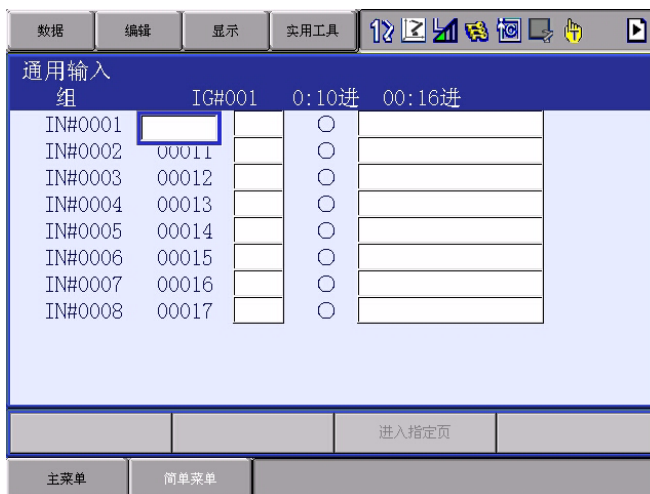 数据 编辑 显示 实用工具
通用输入
组 IG#001 0:10进 00:16进
IN#0001
IN#0002 00011
IN#0003 00012
IN#0004 00013
IN#0005 00014
IN#0006 00015
IN#0007 00016
IN#0008 00017
进入指定页
主菜单 简单菜单